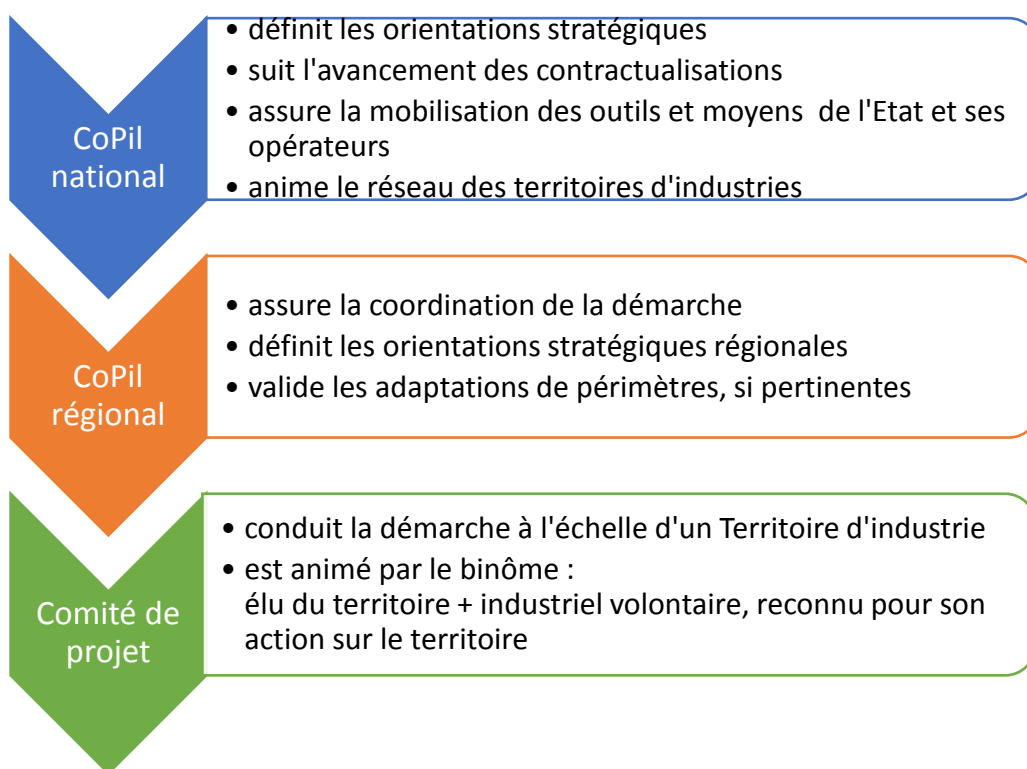 CoPil
national
• définit les orientations stratégiques
• suit l'avancement des contractualisations
• assure la mobilisation des outils et moyens de l'Etat et ses
opérateurs
• anime le réseau des territoires d'industries
CoPil
régional
• assure la coordination de la démarche
• définit les orientations stratégiques régionales
• valide les adaptations de périmètres, si pertinentes
Comité de
projet
• conduit la démarche à l'échelle d'un Territoire d'industrie
• est animé par le binôme :
élu du territoire + industriel volontaire, reconnu pour son
action sur le territoire